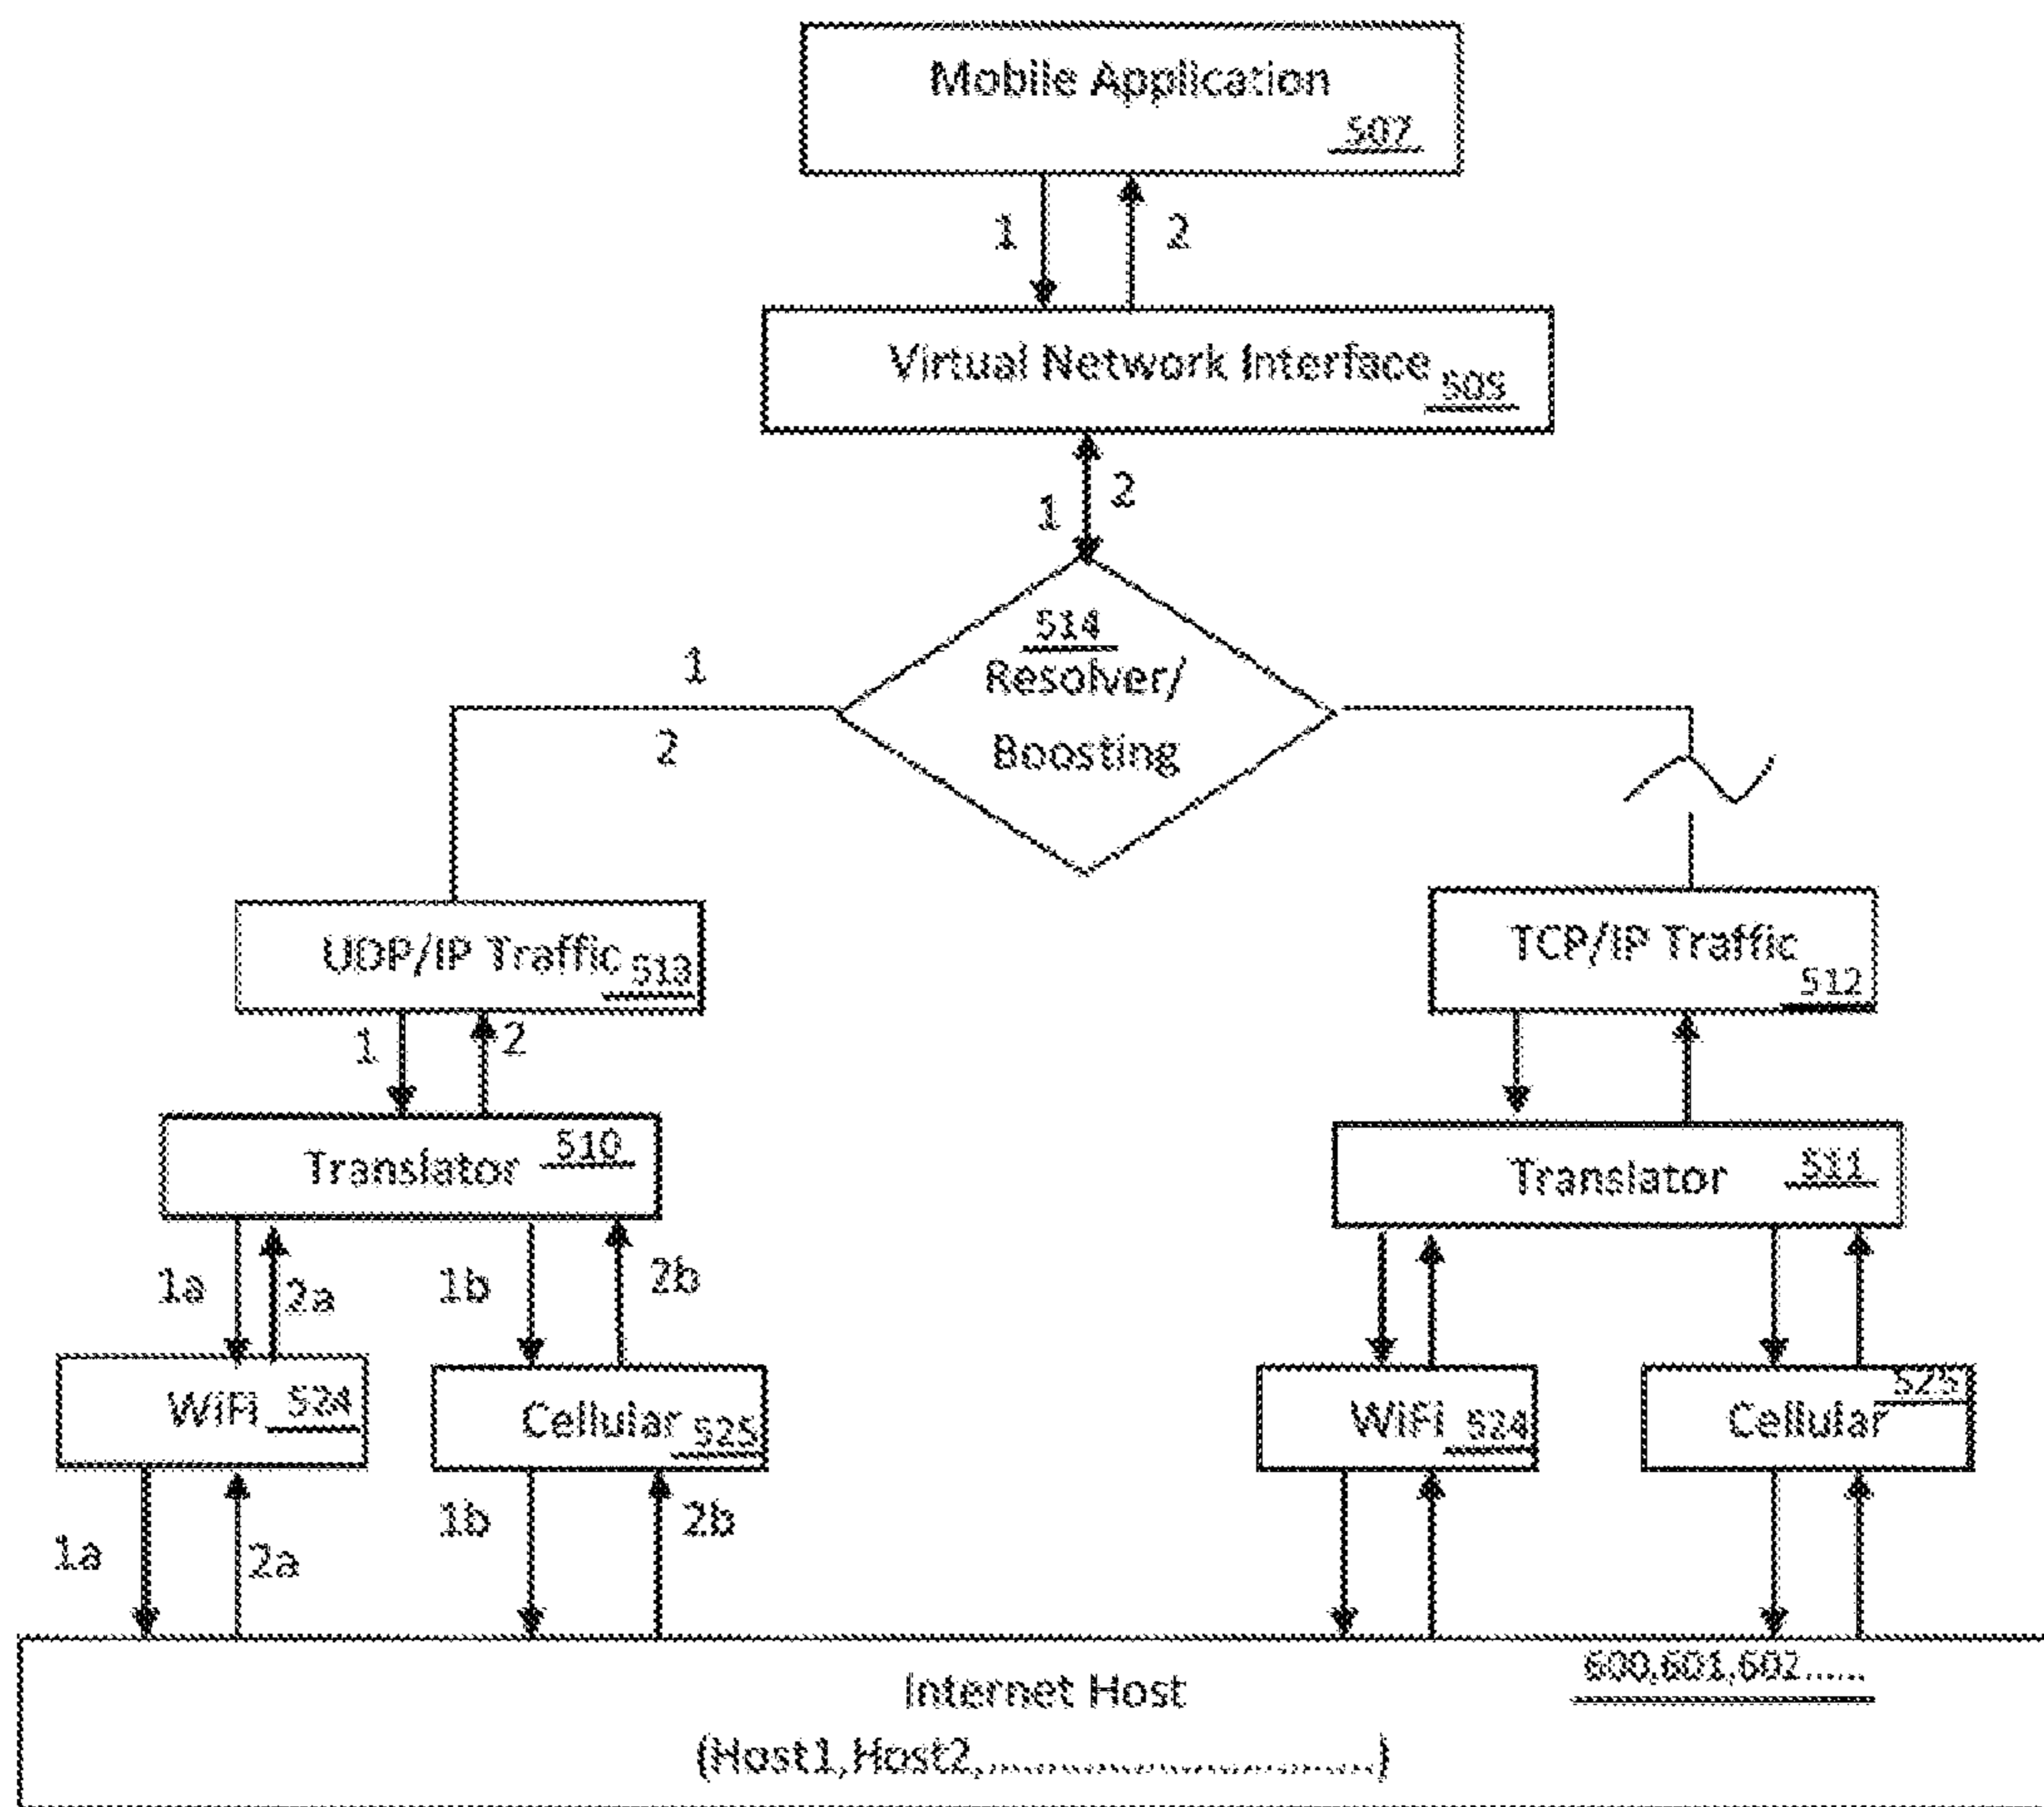 Mobile Application
507
1
2
Virtual Network Interface
505
1
2
514
Resolver/
Boosting
1
2
UDP/IP Traffic
513
TCP/IP Traffic
512
1
2
Translator
510
Translator
511
1a
2a
1b
2b
WiFi
524
Cellular
525
WiFi
524
Cellular
525
1a
2a
1b
2b
Internet Host
600,601,602......
(Host1,Host2,..................................)